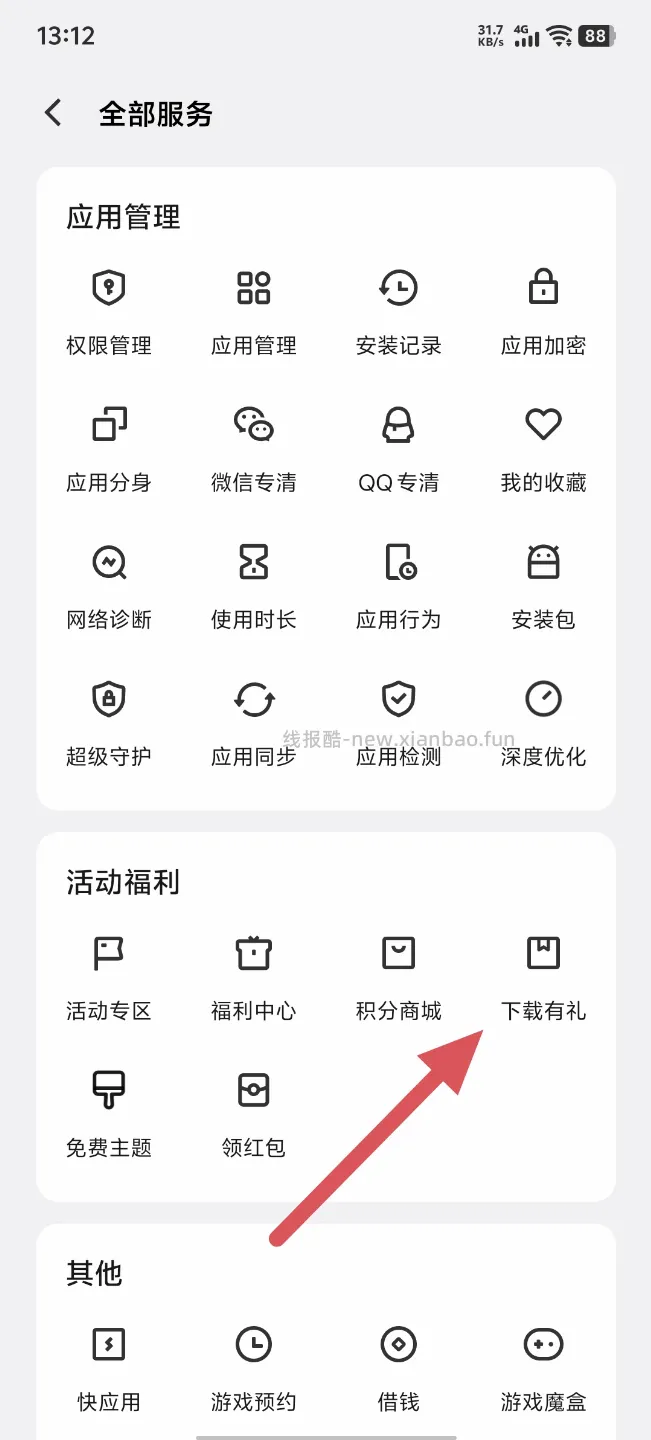 13:12
31.7
KB/s
4G
88
全部服务
应用管理
权限管理
应用管理
安装记录
应用加密
应用分身
微信专清
QQ专清
我的收藏
网络诊断
使用时长
应用行为
安装包
线报酷-new.xianbao.fun
超级守护
应用同步
应用检测
深度优化
活动福利
活动专区
福利中心
积分商城
下载有礼
免费主题
领红包
其他
快应用
游戏预约
借钱
游戏魔盒